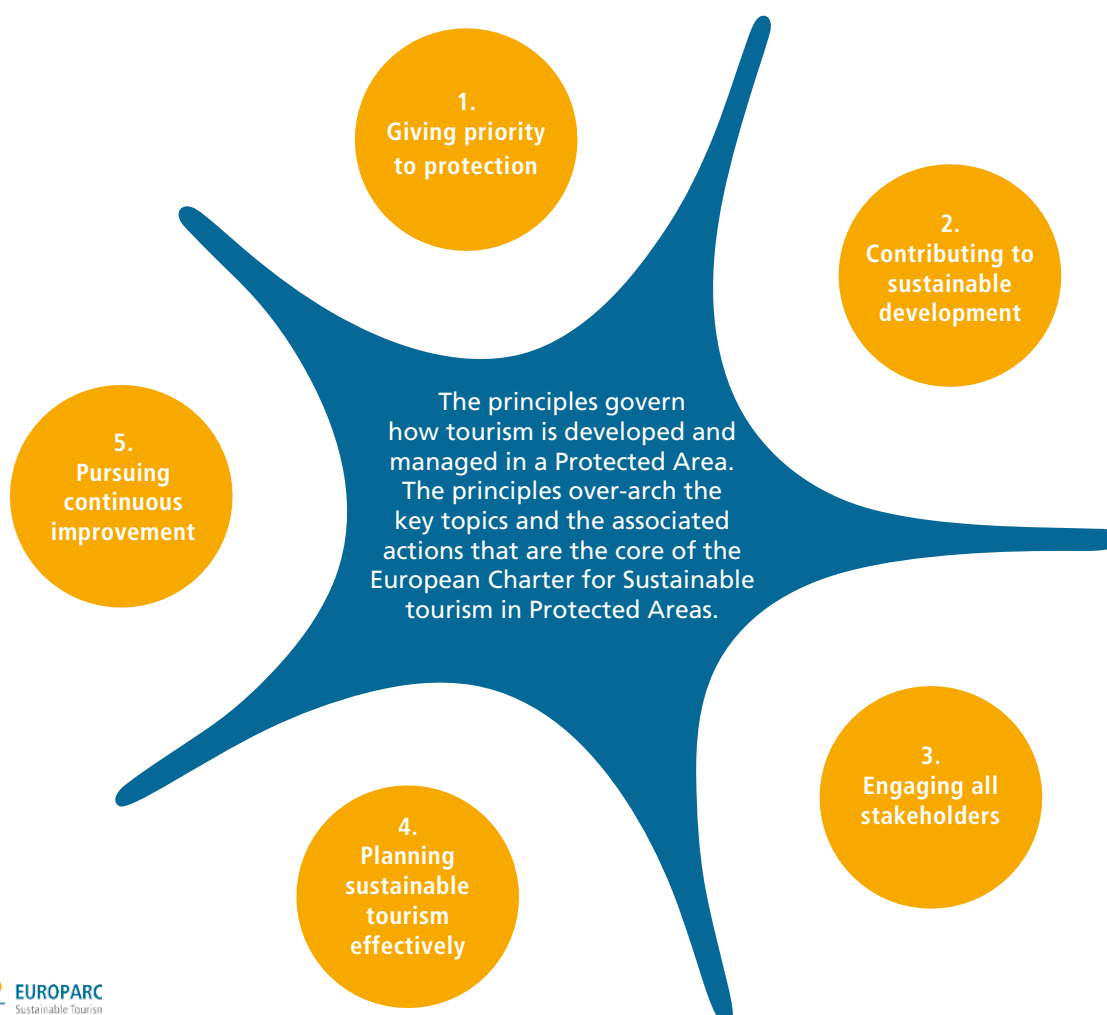 1.
Giving priority
to protection
2.
Contributing to
sustainable
development
The principles govern
how tourism is developed and
managed in a Protected Area.
The principles over-arch the
key topics and the associated
actions that are the core of the
European Charter for Sustainable
tourism in Protected Areas.
5.
Pursuing
continuous
improvement
3.
Engaging all
stakeholders
4.
Planning
sustainable
tourism
effectively
EUROPARC
Sustainable Tourism